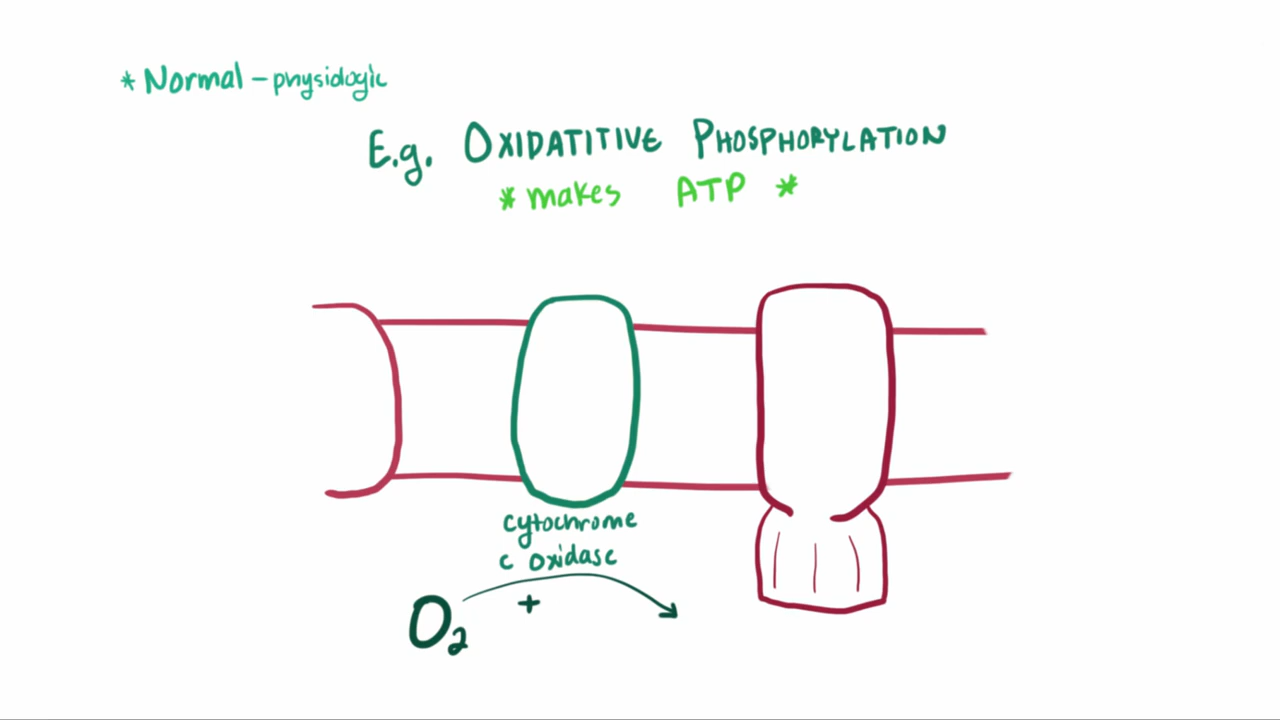 * Normal - physiologic
E.g. OXIDATITIVE PHOSPHORYLATION
* makes ATP *
cytochrome
c oxidase
+
O2